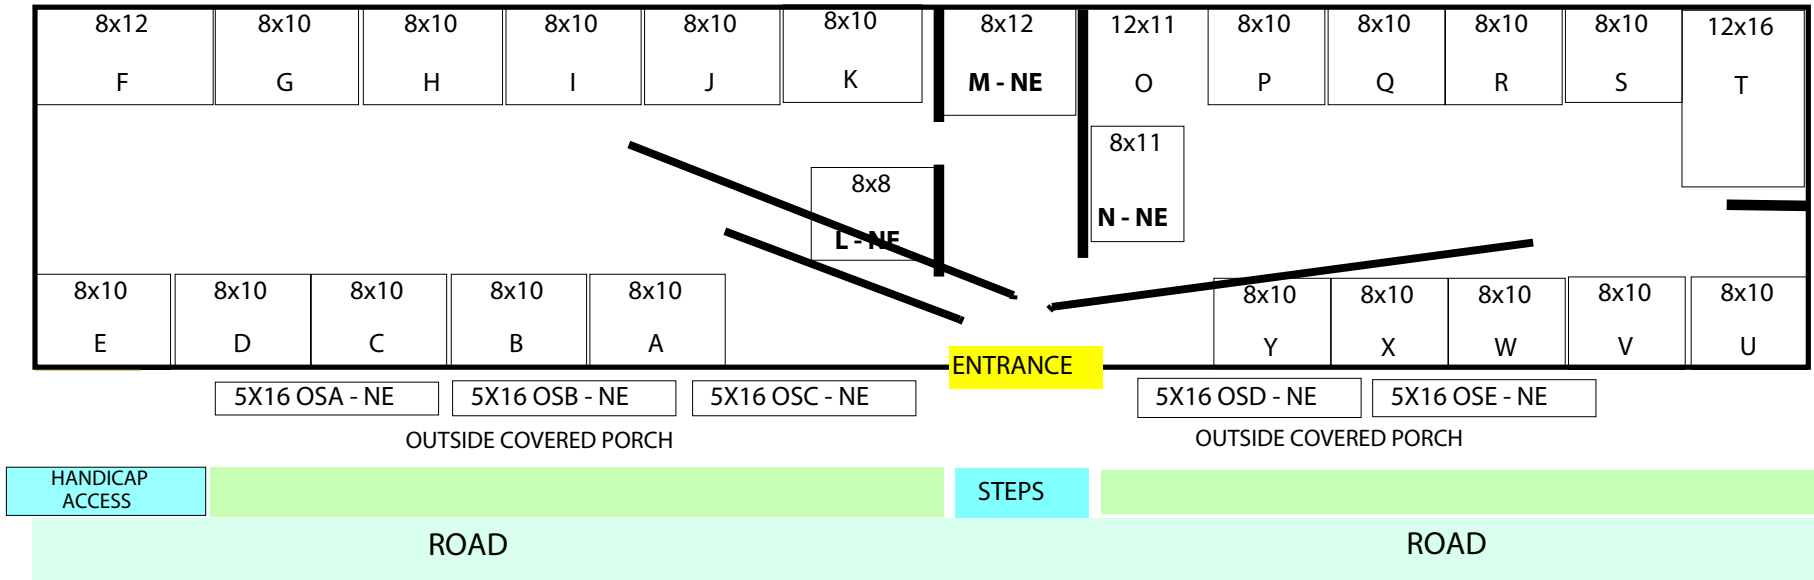 8x12 8x10 8x10 8x10 8x10 8x10 8x12 12x11 8x10 8x10 8x10 8x10 12x16
F G H I J K M - NE O P Q R S T
8x11
8x8
N - NE
L - NE
8x10 8x10 8x10 8x10 8x10 8x10 8x10 8x10 8x10 8x10
E D C B A Y X W V U
ENTRANCE
5X16 OSA - NE 5X16 OSB - NE 5X16 OSC - NE 5X16 OSD - NE 5X16 OSE - NE
OUTSIDE COVERED PORCH OUTSIDE COVERED PORCH
HANDICAP
ACCESS
STEPS
ROAD ROAD